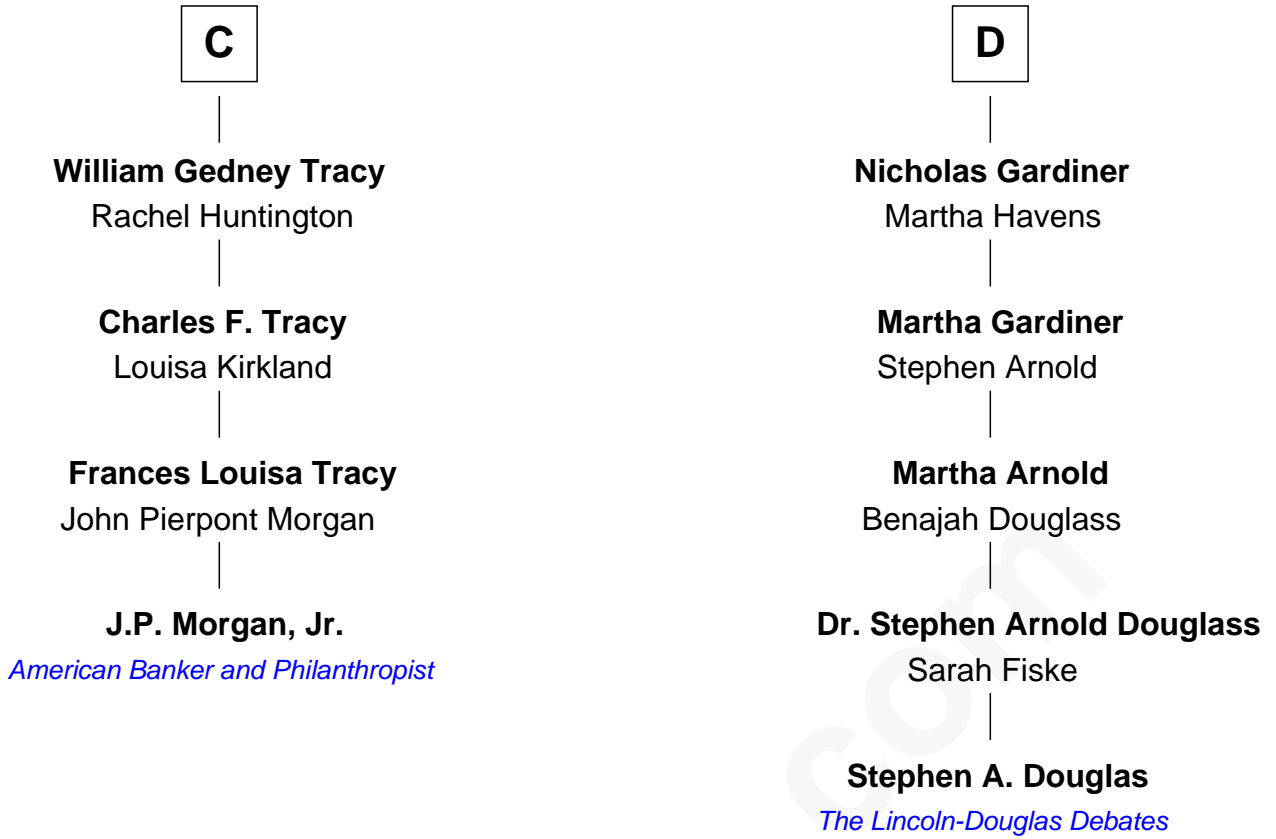 C
William Gedney Tracy
Rachel Huntington
Charles F. Tracy
Louisa Kirkland
Frances Louisa Tracy
John Pierpont Morgan
J.P. Morgan, Jr.
American Banker and Philanthropist
D
Nicholas Gardiner
Martha Havens
Martha Gardiner
Stephen Arnold
Martha Arnold
Benajah Douglass
Dr. Stephen Arnold Douglass
Sarah Fiske
Stephen A. Douglas
The Lincoln-Douglas Debates
com